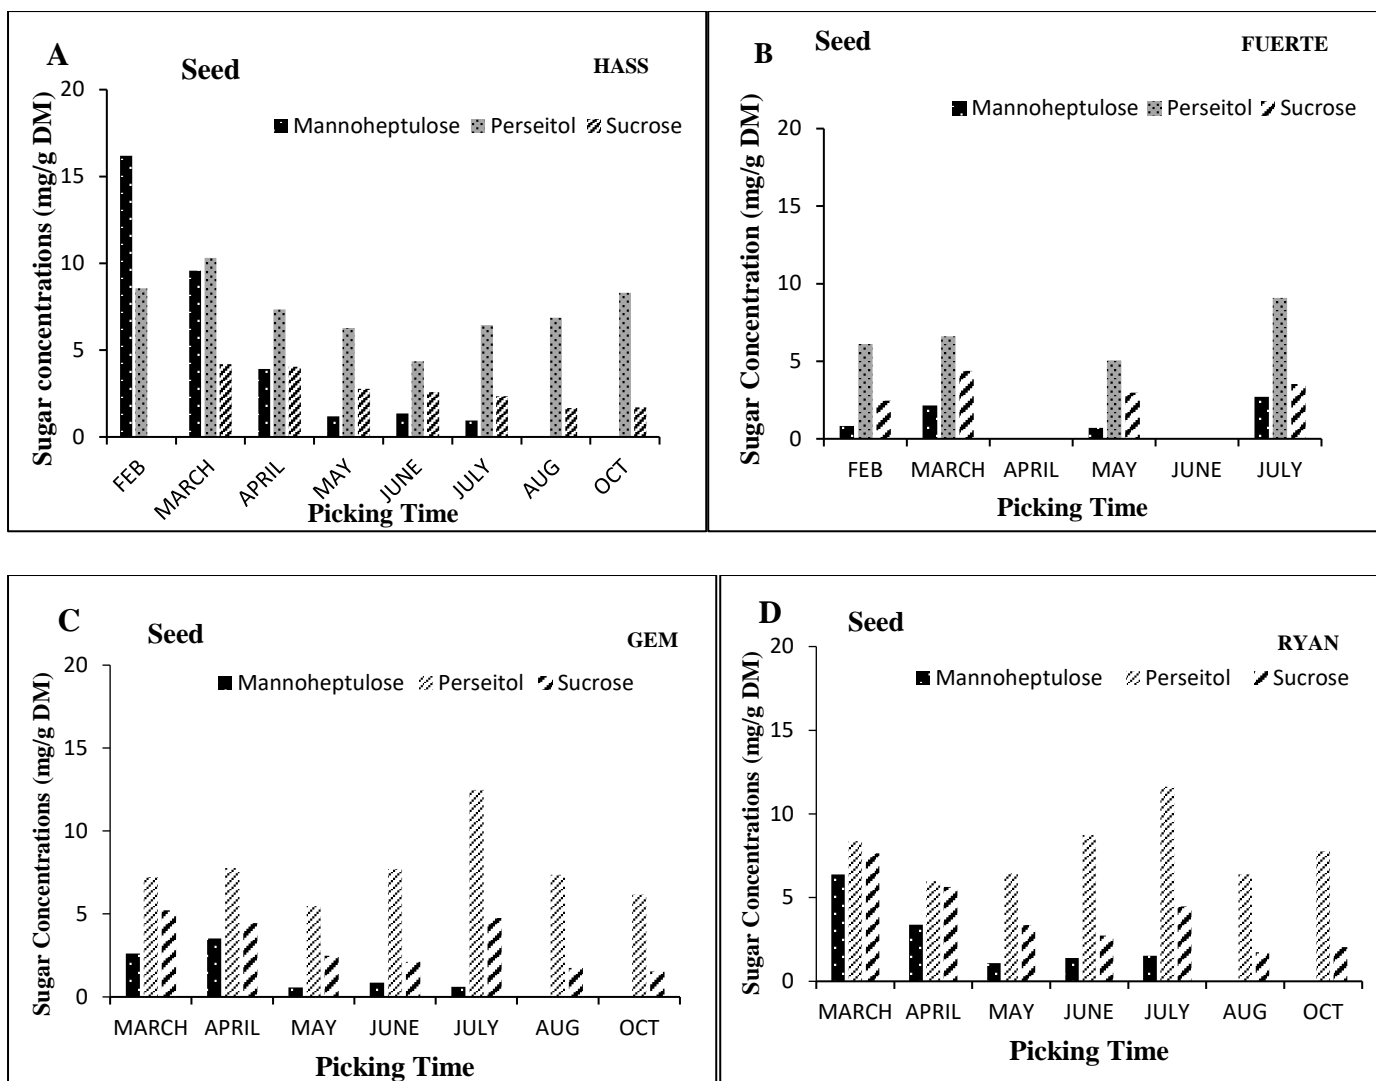 A
Seed
HASS
Mannoheptulose Perseitol Sucrose
Sugar concentrations (mg/g DM)
20
15
10
5
0
FEB MARCH APRIL MAY JUNE JULY AUG OCT
Picking Time
B
Seed
FUERTE
Mannoheptulose Perseitol Sucrose
Sugar Concentration (mg/g DM)
20
15
10
5
0
FEB MARCH APRIL MAY JUNE JULY
Picking Time
C
Seed
GEM
Mannoheptulose Perseitol Sucrose
Sugar Concentrations (mg/g DM)
20
15
10
5
0
MARCH APRIL MAY JUNE JULY AUG OCT
Picking Time
D
Seed
RYAN
Mannoheptulose Perseitol Sucrose
Sugar Concentrations (mg/g DM)
20
15
10
5
0
MARCH APRIL MAY JUNE JULY AUG OCT
Picking Time